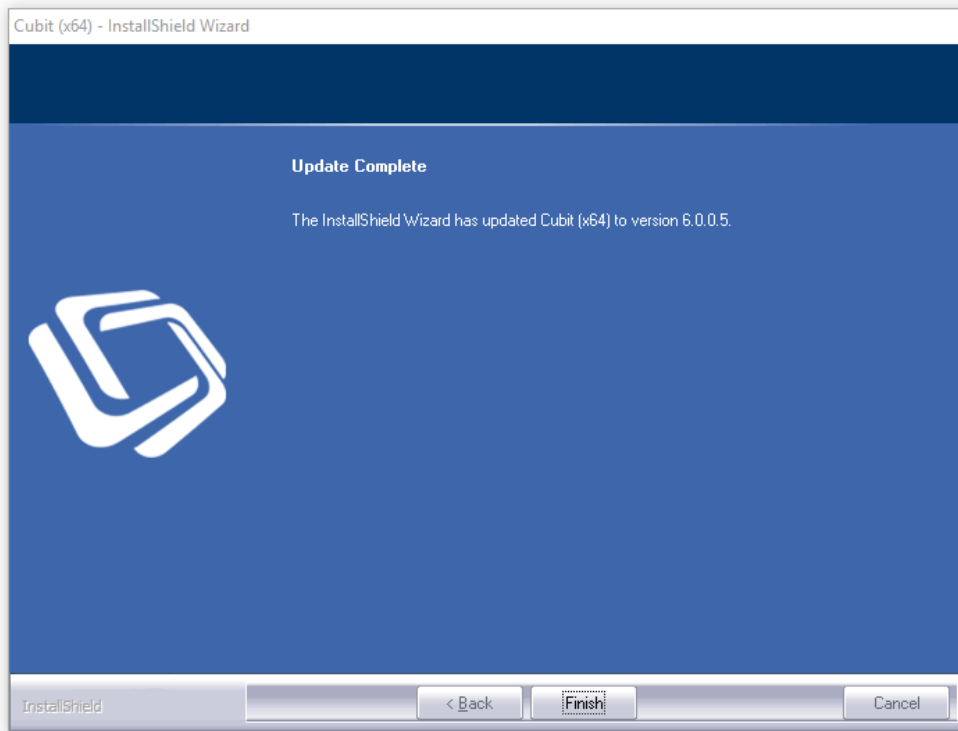 Cubit (x64) - InstallShield Wizard
Update Complete
The InstallShield Wizard has updated Cubit (x64) to version 6.0.0.5.
InstallShield
< Back
Finish
Cancel